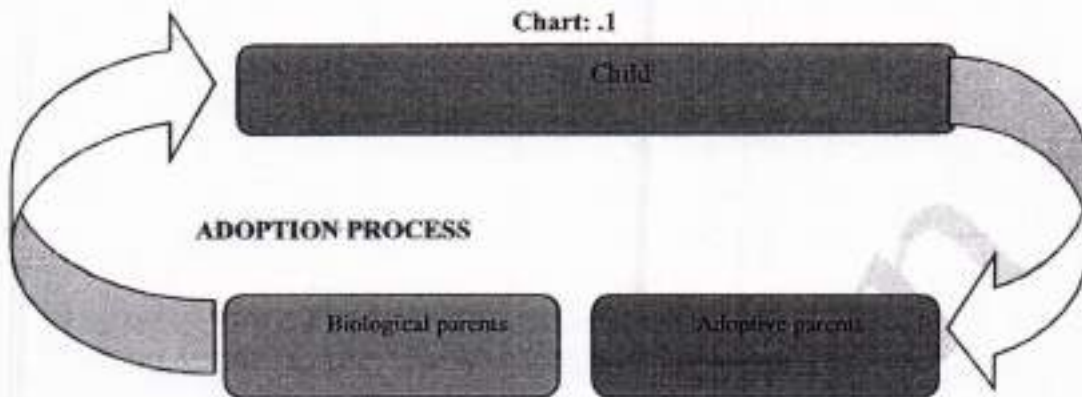 Chart: .1
Child
ADOPTION PROCESS
Biological parents
Adoptive parents